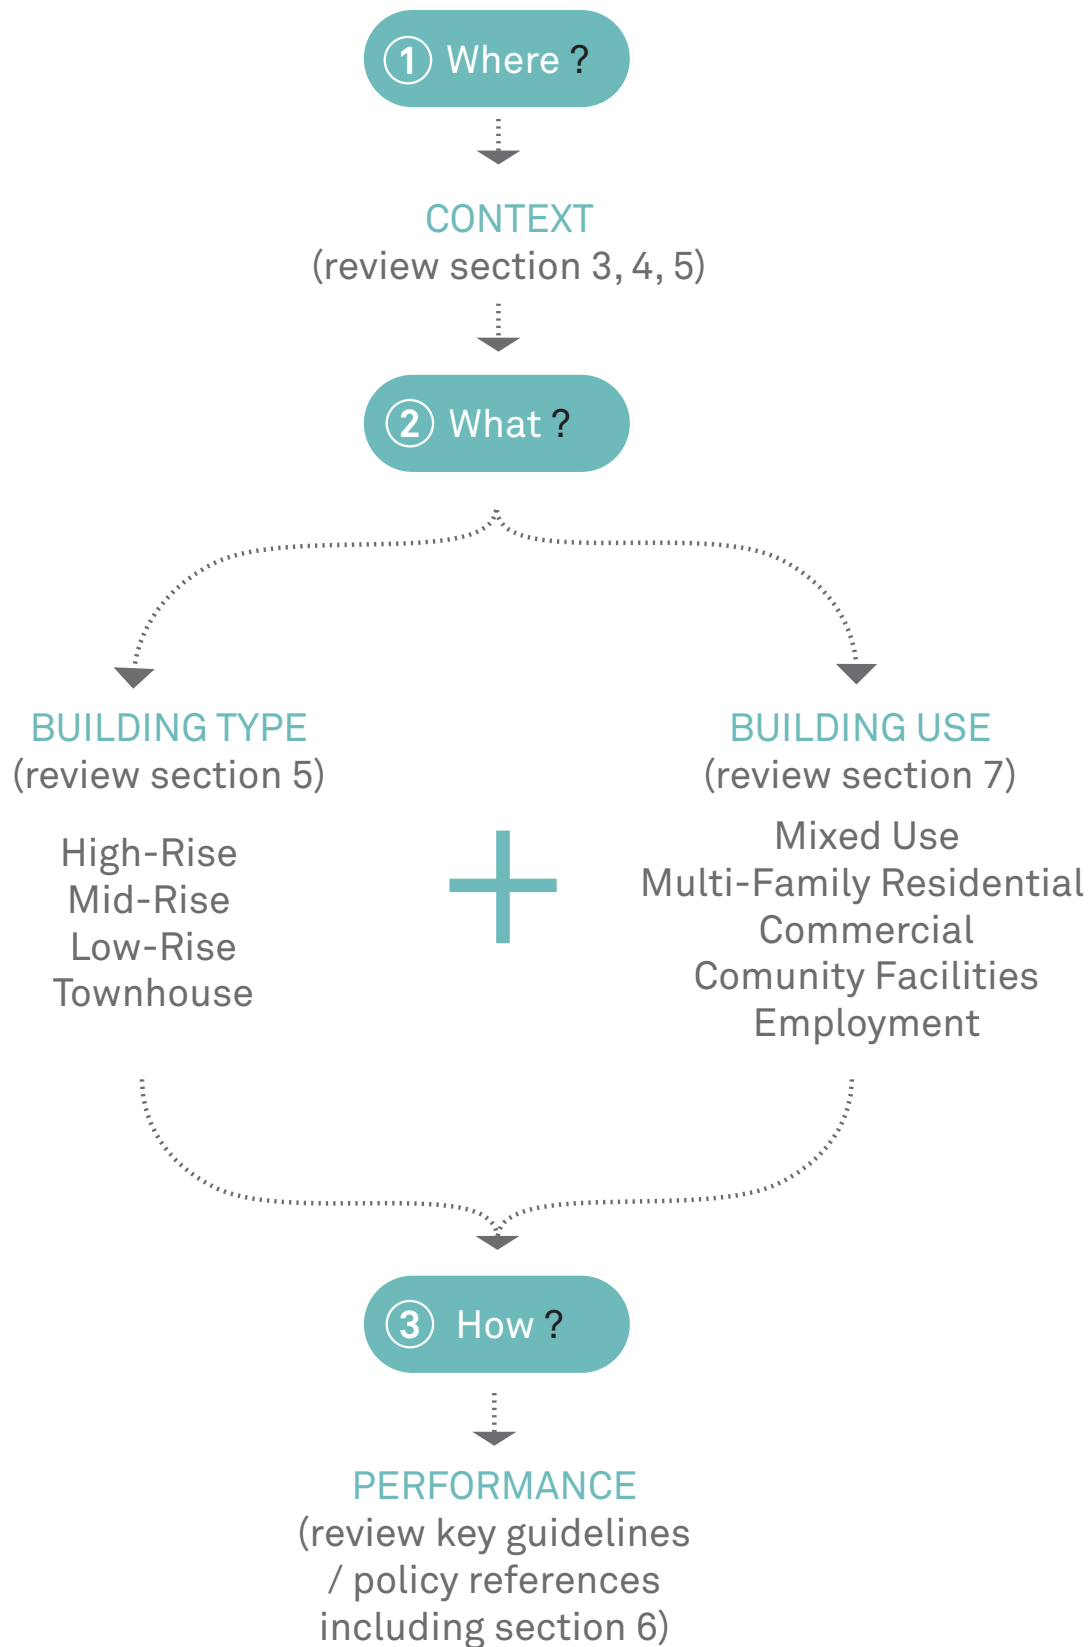 1 Where ?
CONTEXT
(review section 3, 4, 5)
2 What ?
BUILDING TYPE
(review section 5)
High-Rise
Mid-Rise
Low-Rise
Townhouse
+
BUILDING USE
(review section 7)
Mixed Use
Multi-Family Residential
Commercial
Comunity Facilities
Employment
3 How ?
PERFORMANCE
(review key guidelines
/ policy references
including section 6)